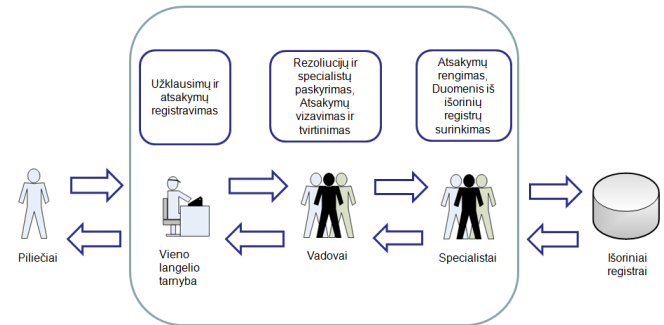 Užklausimų ir
atsakymų
registravimas
Rezoliucijų ir
specialistų
paskyrimas,
Atsakymų
vizavimas ir
tvirtinimas
Atsakymų
rengimas,
Duomenis iš
išorinių
registrų
surinkimas
Piliečiai
Vieno
langelio
tarnyba
Vadovai
Specialistai
Išoriniai
registrai